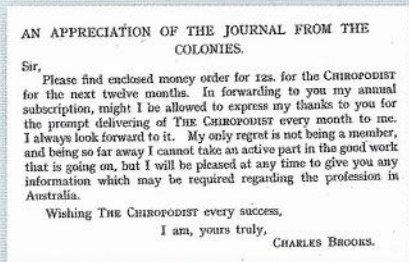 AN APPRECIATION OF THE JOURNAL FROM THE
COLONIES.
Sir,
Please find enclosed money order for 12s. for the CHIROPODIST
for the next twelve months. In forwarding to you my annual
subscription, might I be allowed to express my thanks to you for
the prompt delivering of THE CHIROPODIST every month to me.
I always look forward to it. My only regret is not being a member,
and being so far away I cannot take an active part in the good work
that is going on, but I will be pleased at any time to give you any
information which may be required regarding the profession in
Australia.
Wishing THE CHIROPODIST every success,
I am, yours truly,
CHARLES BROOKS.